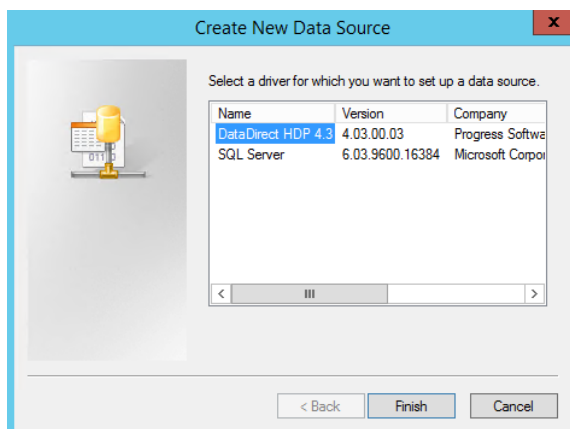 Create New Data Source
x
Select a driver for which you want to set up a data source.
Name Version Company
DataDirect HDP 4.3 4.03.00.03 Progress Softwa
SQL Server 6.03.9600.16384 Microsoft Corpor
< Back Finish Cancel